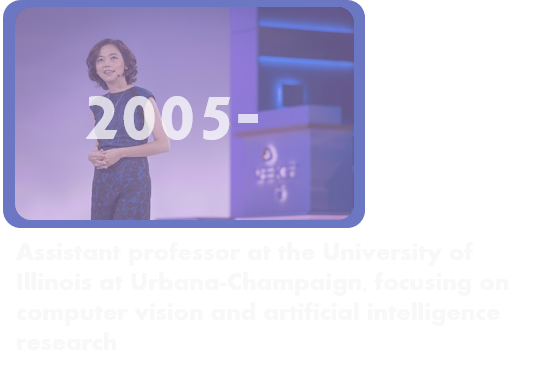 2005-
Assistant professor at the University of
Illinois at Urbana-Champaign, focusing on
computer vision and artificial intelligence
research